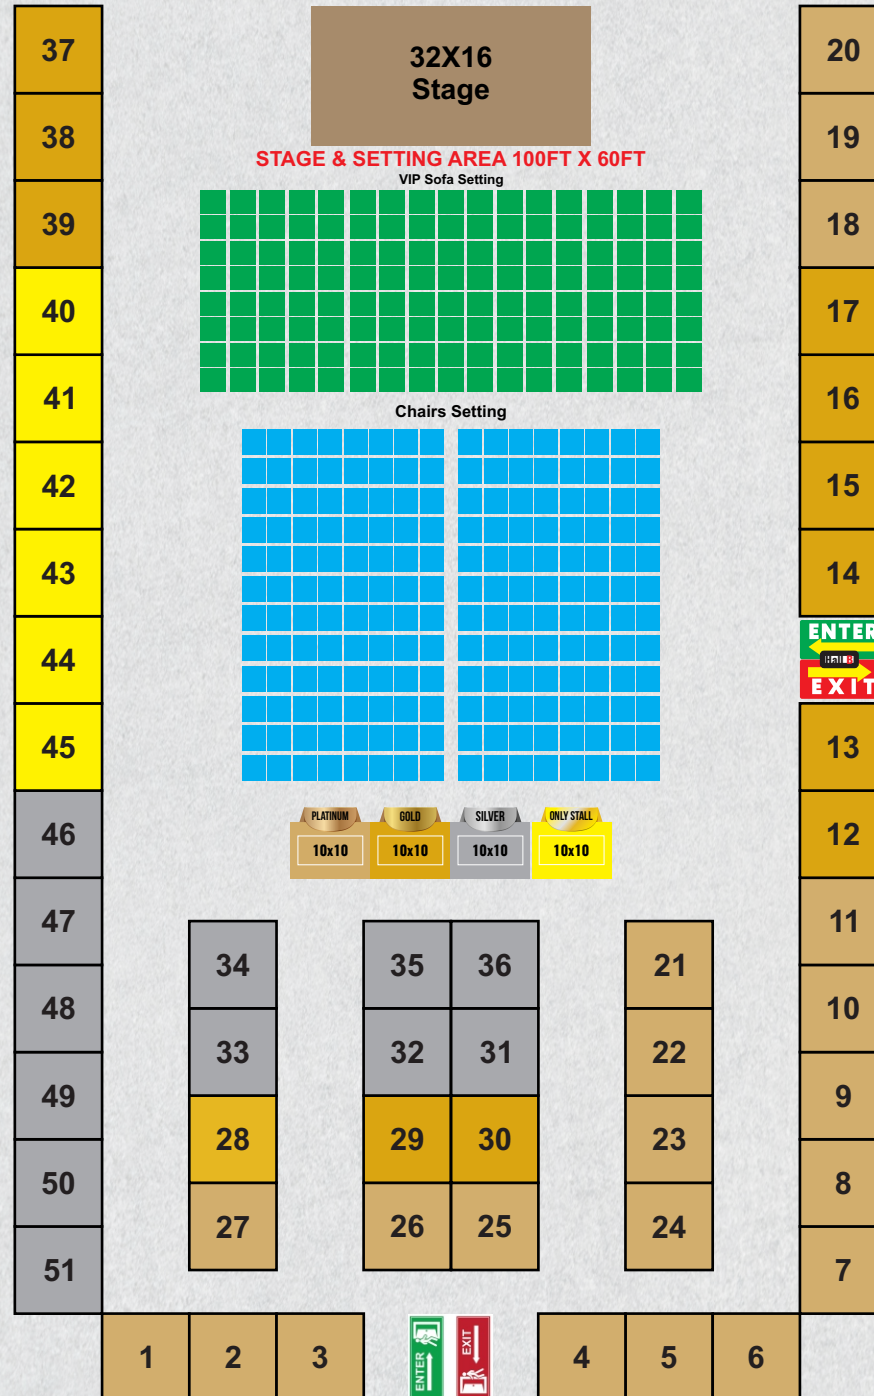 32X16
Stage
STAGE & SETTING AREA 100FT X 60FT
VIP Sofa Setting
Chairs Setting
37
38
39
40
41
42
43
44
45
46
47
48
49
50
51
20
19
18
17
16
15
14
ENTER
Hall B
EXIT
13
12
11
10
9
8
7
PLATINUM GOLD SILVER ONLY STALL
10x10 10x10 10x10 10x10
34 35 36 21
33 32 31 22
28 29 30 23
27 26 25 24
1 2 3 ENTER EXIT 4 5 6